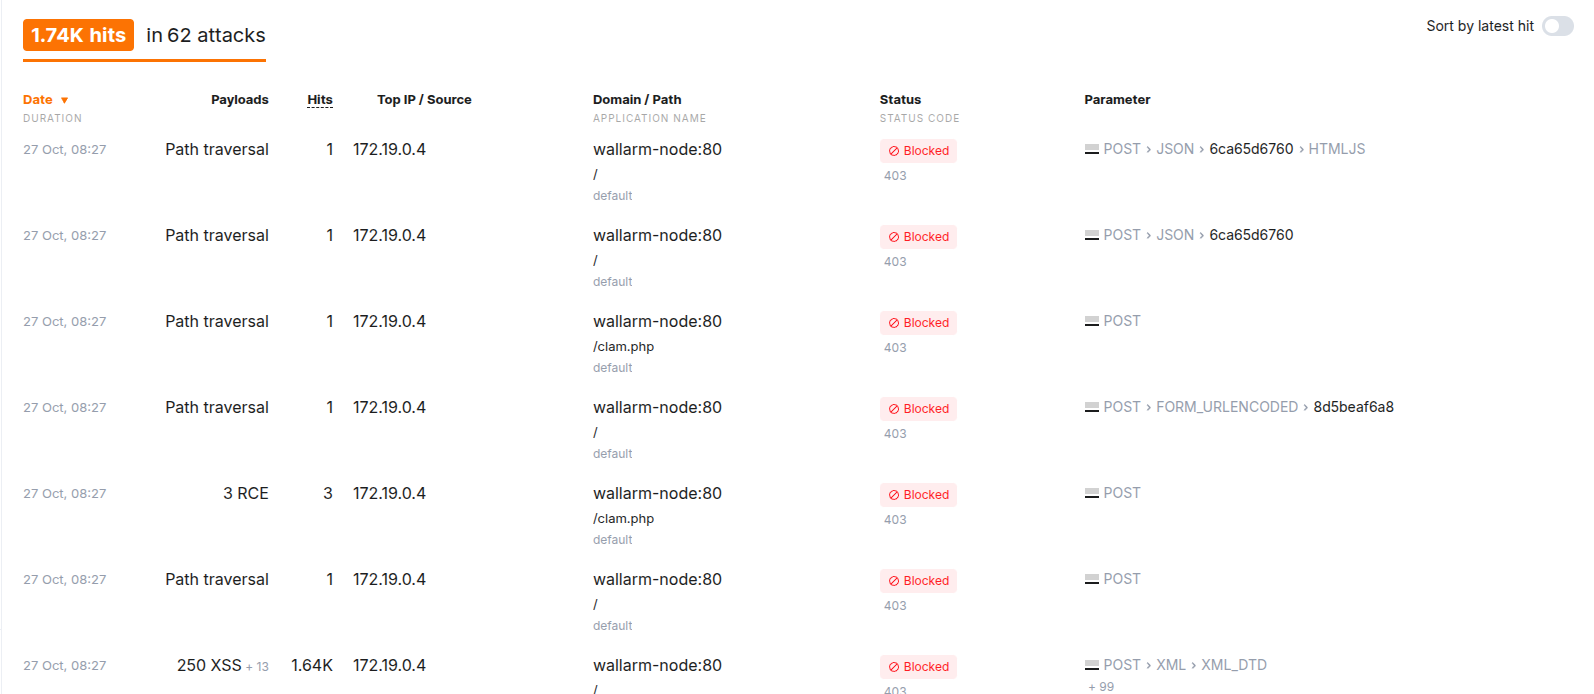 1.74K hits in 62 attacks
Sort by latest hit
Date ▼ Payloads Hits Top IP / Source Domain / Path Status Parameter
DURATION APPLICATION NAME STATUS CODE
27 Oct, 08:27 Path traversal 1 172.19.0.4 wallarm-node:80 Blocked POST › JSON › 6ca65d6760 › HTMLJS
/ 403
default
27 Oct, 08:27 Path traversal 1 172.19.0.4 wallarm-node:80 Blocked POST › JSON › 6ca65d6760
/ 403
default
27 Oct, 08:27 Path traversal 1 172.19.0.4 wallarm-node:80 Blocked POST
/clam.php 403
default
27 Oct, 08:27 Path traversal 1 172.19.0.4 wallarm-node:80 Blocked POST › FORM_URLENCODED › 8d5beaf6a8
/ 403
default
27 Oct, 08:27 3 RCE 3 172.19.0.4 wallarm-node:80 Blocked POST
/clam.php 403
default
27 Oct, 08:27 Path traversal 1 172.19.0.4 wallarm-node:80 Blocked POST
/ 403
default
27 Oct, 08:27 250 XSS + 13 1.64K 172.19.0.4 wallarm-node:80 Blocked POST › XML › XML_DTD
/ 403 + 99